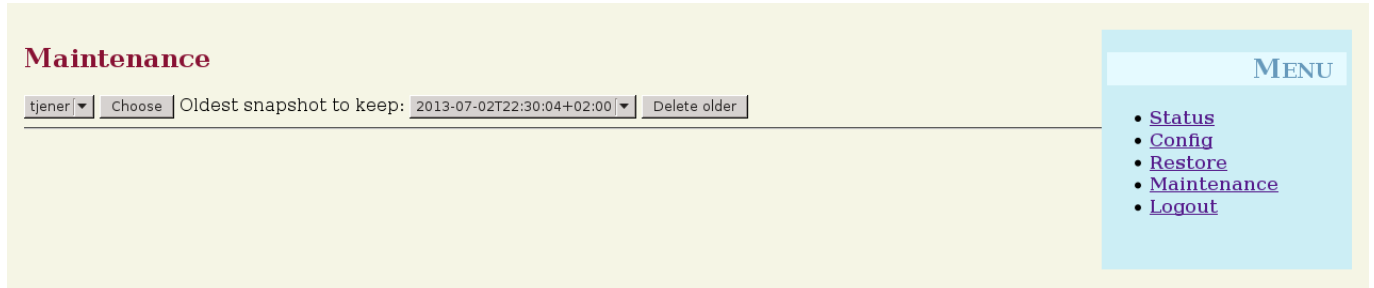 Maintenance
tjener Choose Oldest snapshot to keep: 2013-07-02T22:30:04+02:00 Delete older
MENU
Status
Config
Restore
Maintenance
Logout